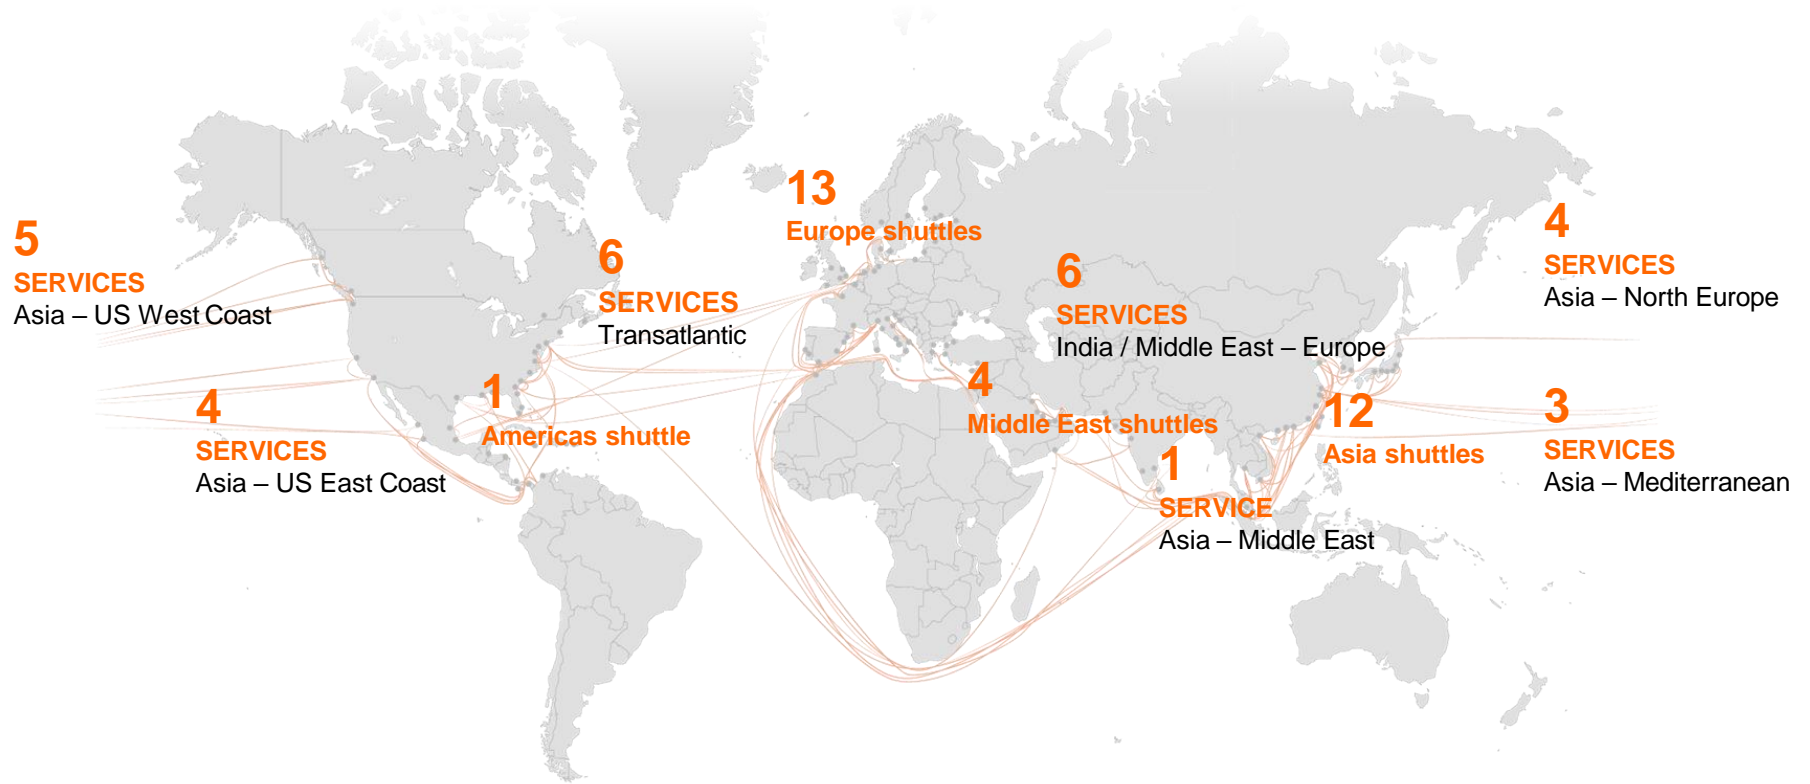 13
Europe shuttles
5
SERVICES
Asia – US West Coast
6
SERVICES
Transatlantic
6
SERVICES
India / Middle East – Europe
4
SERVICES
Asia – North Europe
4
SERVICES
Asia – US East Coast
1
Americas shuttle
4
Middle East shuttles
1
SERVICE
Asia – Middle East
12
Asia shuttles
3
SERVICES
Asia – Mediterranean